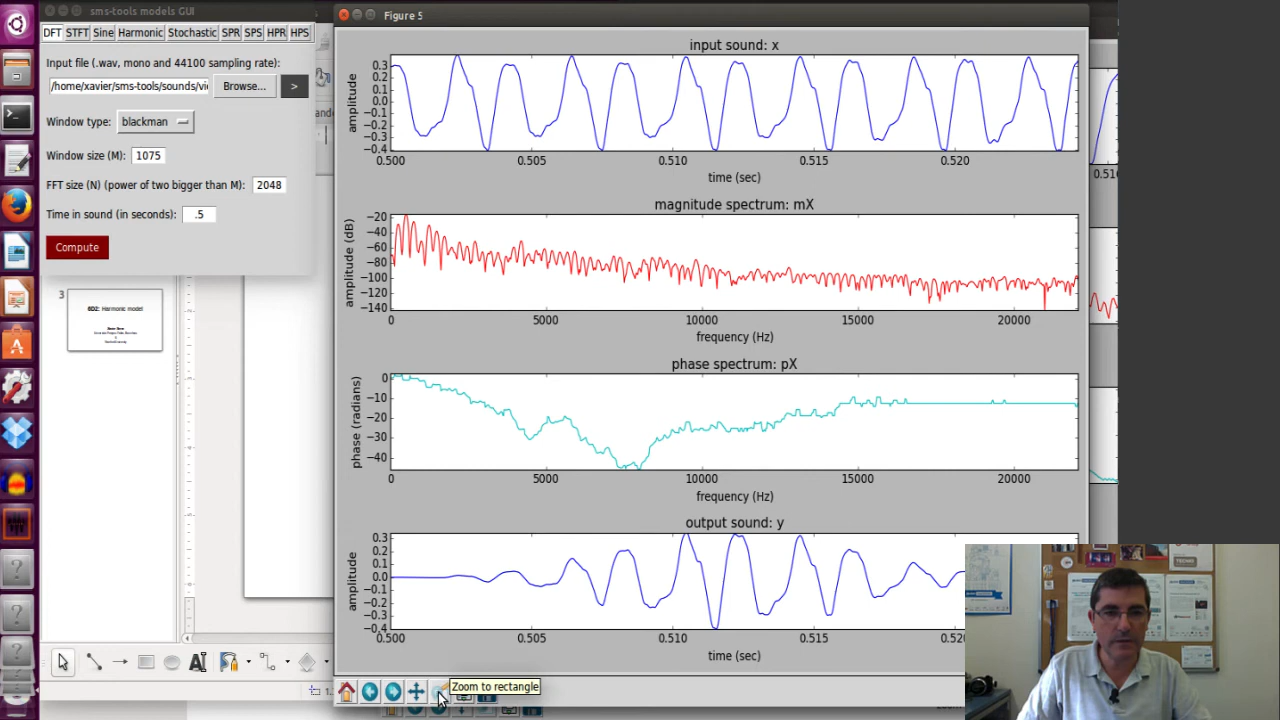 sms-tools models GUI
DFT STFT Sine Harmonic Stochastic SPR SPS HPR HPS
Input file (.wav, mono and 44100 sampling rate):
/home/xavier/sms-tools/sounds/vi Browse... >
Window type: blackman
Window size (M): 1075
FFT size (N) (power of two bigger than M): 2048
Time in sound (in seconds): .5
Compute
3
6D2: Harmonic model
Figure 5
input sound: x
amplitude
0.3
0.2
0.1
0.0
−0.1
−0.2
−0.3
−0.4
0.500 0.505 0.510 0.515 0.520
time (sec)
magnitude spectrum: mX
amplitude (dB)
−20
−40
−60
−80
−100
−120
−140
0 5000 10000 15000 20000
frequency (Hz)
phase spectrum: pX
phase (radians)
0
−10
−20
−30
−40
0 5000 10000 15000 20000
frequency (Hz)
output sound: y
amplitude
0.3
0.2
0.1
0.0
−0.1
−0.2
−0.3
−0.4
0.500 0.505 0.510 0.515 0.520
time (sec)
Zoom to rectangle